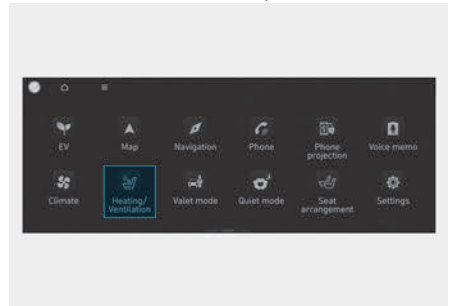 EV
Map
Navigation
Phone
Phone
projection
Voice memo
Climate
Heating/
Ventilation
Valet mode
Quiet mode
Seat
arrangement
Settings